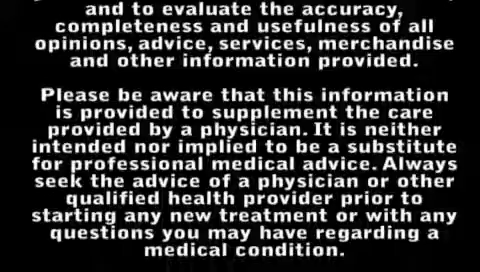 and to evaluate the accuracy,
completeness and usefulness of all
opinions, advice, services, merchandise
and other information provided.
Please be aware that this information
is provided to supplement the care
provided by a physician. It is neither
intended nor implied to be a substitute
for professional medical advice. Always
seek the advice of a physician or other
qualified health provider prior to
starting any new treatment or with any
questions you may have regarding a
medical condition.